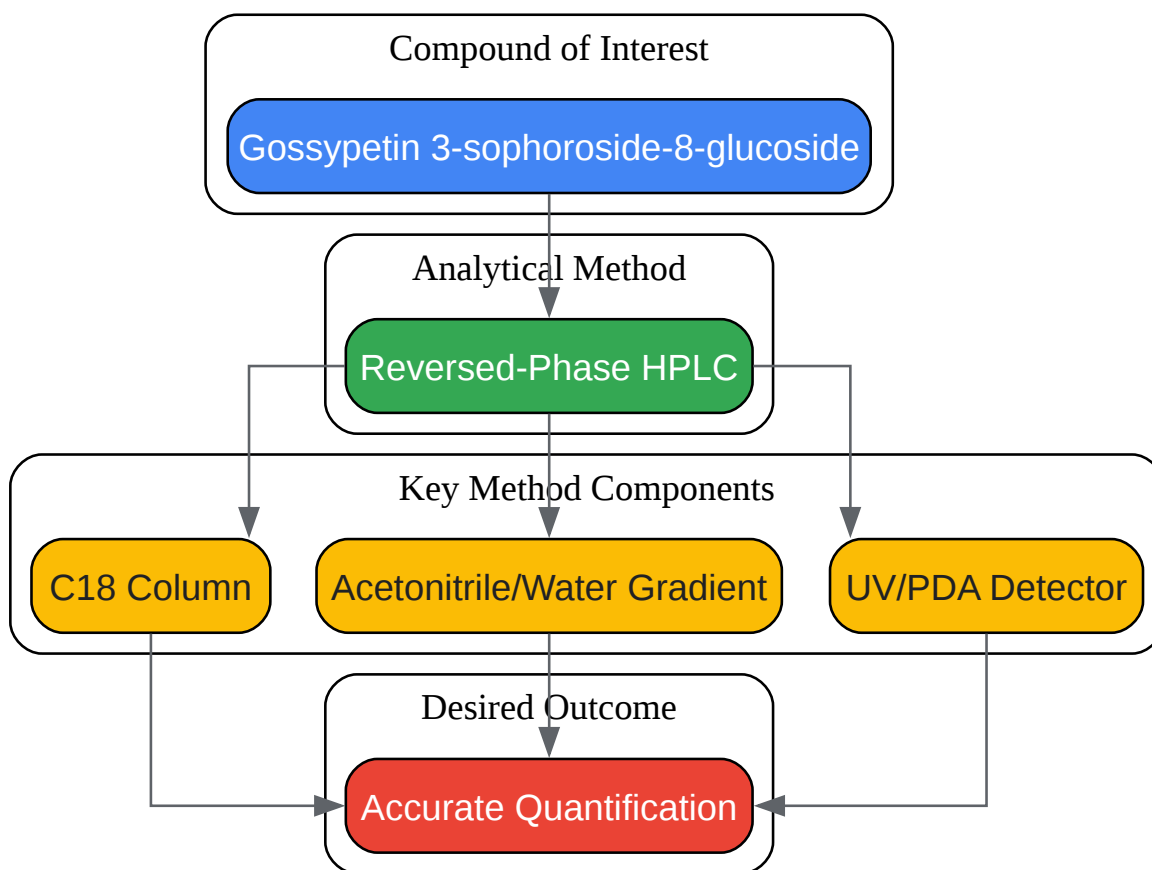 Compound of Interest
Gossypetin 3-sophoroside-8-glucoside
Analytical Method
Reversed-Phase HPLC
Key Method Components
C18 Column
Acetonitrile/Water Gradient
UV/PDA Detector
Desired Outcome
Accurate Quantification